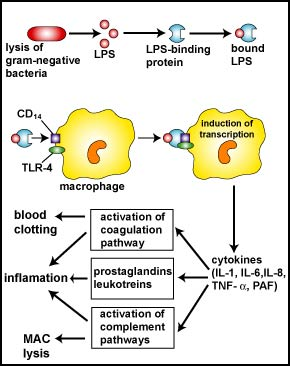 lysis of
gram-negative
bacteria
LPS
LPS-binding
protein
bound
LPS
CD14
TLR-4
macrophage
induction of
transcription
blood
clotting
activation of
coagulation
pathway
cytokines
(IL-1, IL-6,IL-8,
TNF- α, PAF)
inflamation
prostaglandins
leukotreins
activation of
complement
pathways
MAC
lysis